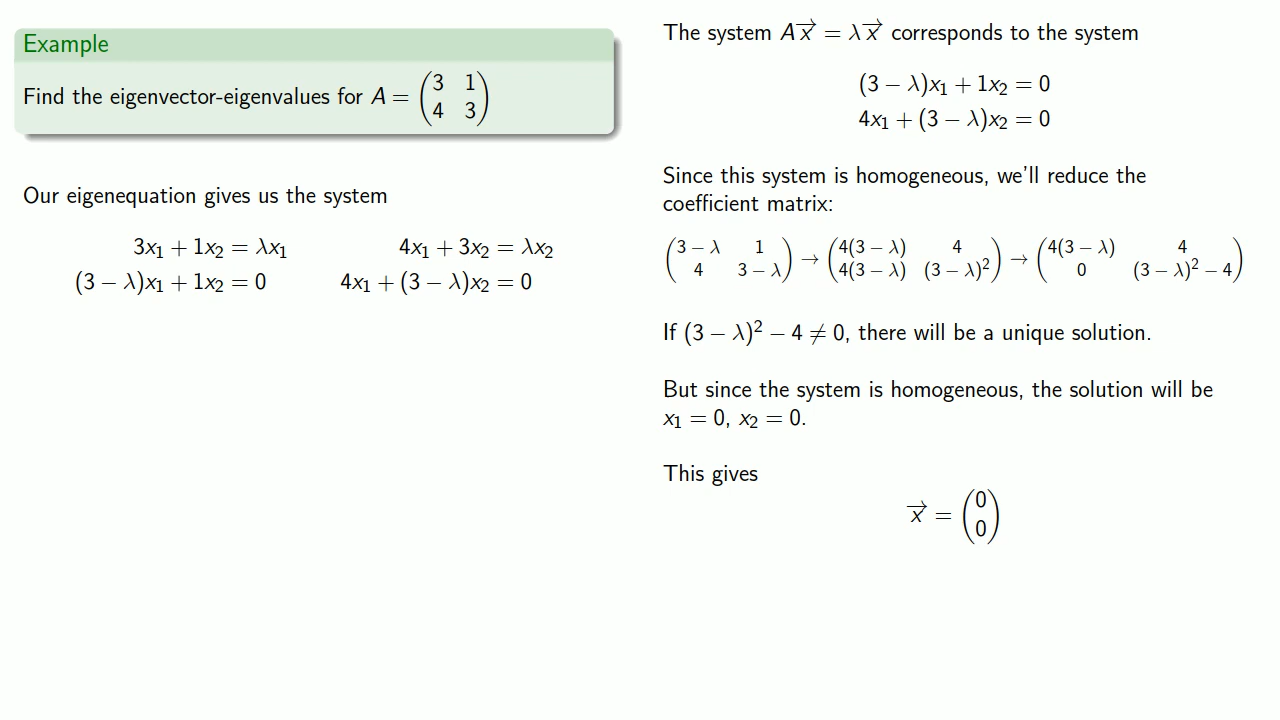 Example
Find the eigenvector-eigenvalues for A = (3 1
4 3)
Our eigenequation gives us the system
3x₁ + 1x₂ = λx₁ 4x₁ + 3x₂ = λx₂
(3 − λ)x₁ + 1x₂ = 0 4x₁ + (3 − λ)x₂ = 0
The system Ax⃗ = λx⃗ corresponds to the system
(3 − λ)x₁ + 1x₂ = 0
4x₁ + (3 − λ)x₂ = 0
Since this system is homogeneous, we'll reduce the
coefficient matrix:
(3 − λ 1
4 3 − λ) → (4(3 − λ) 4
4(3 − λ) (3 − λ)²) → (4(3 − λ) 4
0 (3 − λ)² − 4)
If (3 − λ)² − 4 ≠ 0, there will be a unique solution.
But since the system is homogeneous, the solution will be
x₁ = 0, x₂ = 0.
This gives
x⃗ = (0
0)